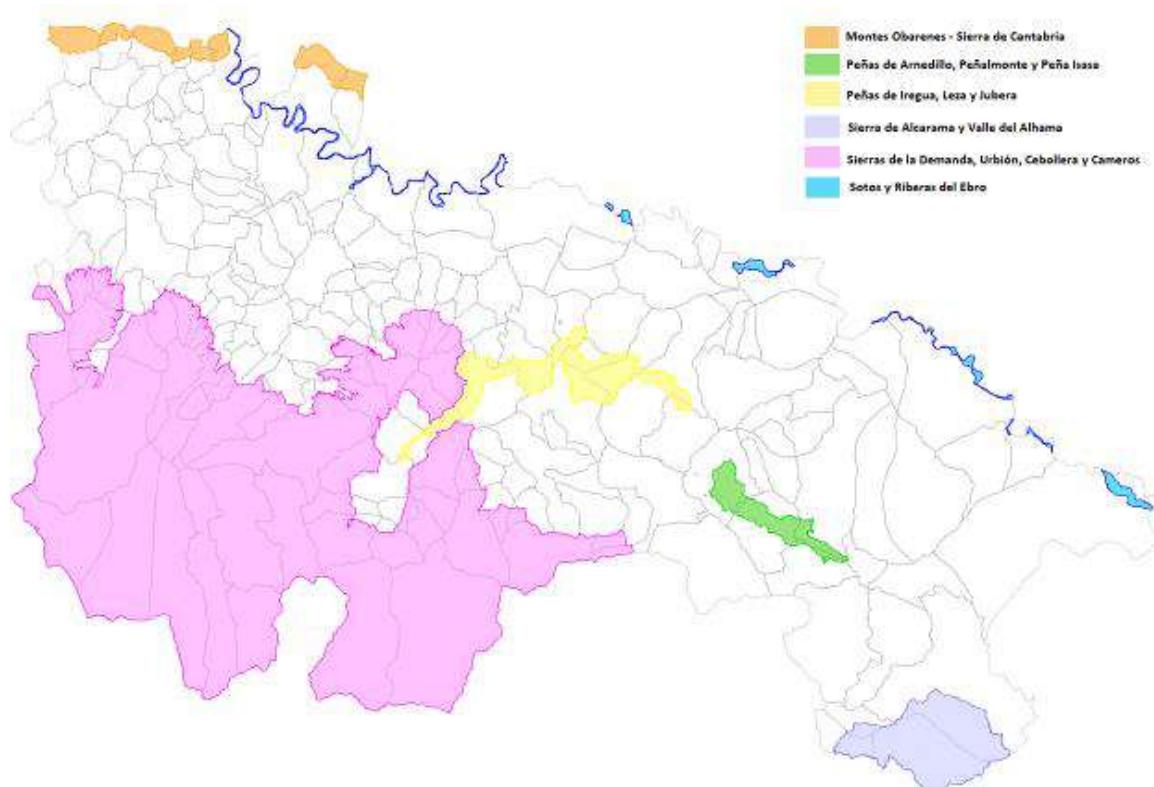 Montes Obarenes - Sierra de Cantabria
Peñas de Arnedillo, Peñalmonte y Peña Isasa
Peñas de Iregua, Leza y Jubera
Sierra de Alcarama y Valle del Alhama
Sierras de la Demanda, Urbión, Cebollera y Cameros
Sotos y Riberas del Ebro